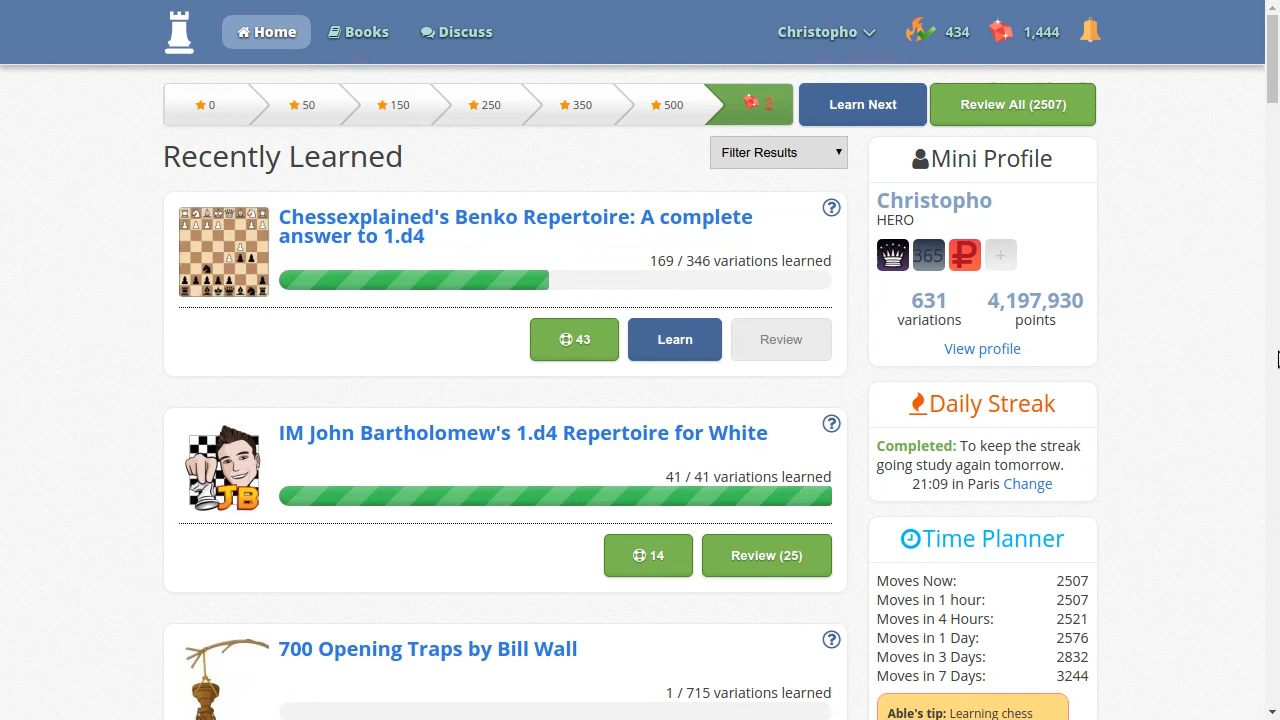 Home
Books
Discuss
Christopho
434
1,444
0
50
150
250
350
500
2
Learn Next
Review All (2507)
Recently Learned
Filter Results
Chessexplained's Benko Repertoire: A complete
answer to 1.d4
169 / 346 variations learned
43
Learn
Review
IM John Bartholomew's 1.d4 Repertoire for White
JB
41 / 41 variations learned
14
Review (25)
700 Opening Traps by Bill Wall
1 / 715 variations learned
Mini Profile
Christopho
HERO
365
₽
+
631
variations
4,197,930
points
View profile
Daily Streak
Completed: To keep the streak
going study again tomorrow.
21:09 in Paris Change
Time Planner
Moves Now: 2507
Moves in 1 hour: 2507
Moves in 4 Hours: 2521
Moves in 1 Day: 2576
Moves in 3 Days: 2832
Moves in 7 Days: 3244
Able's tip: Learning chess